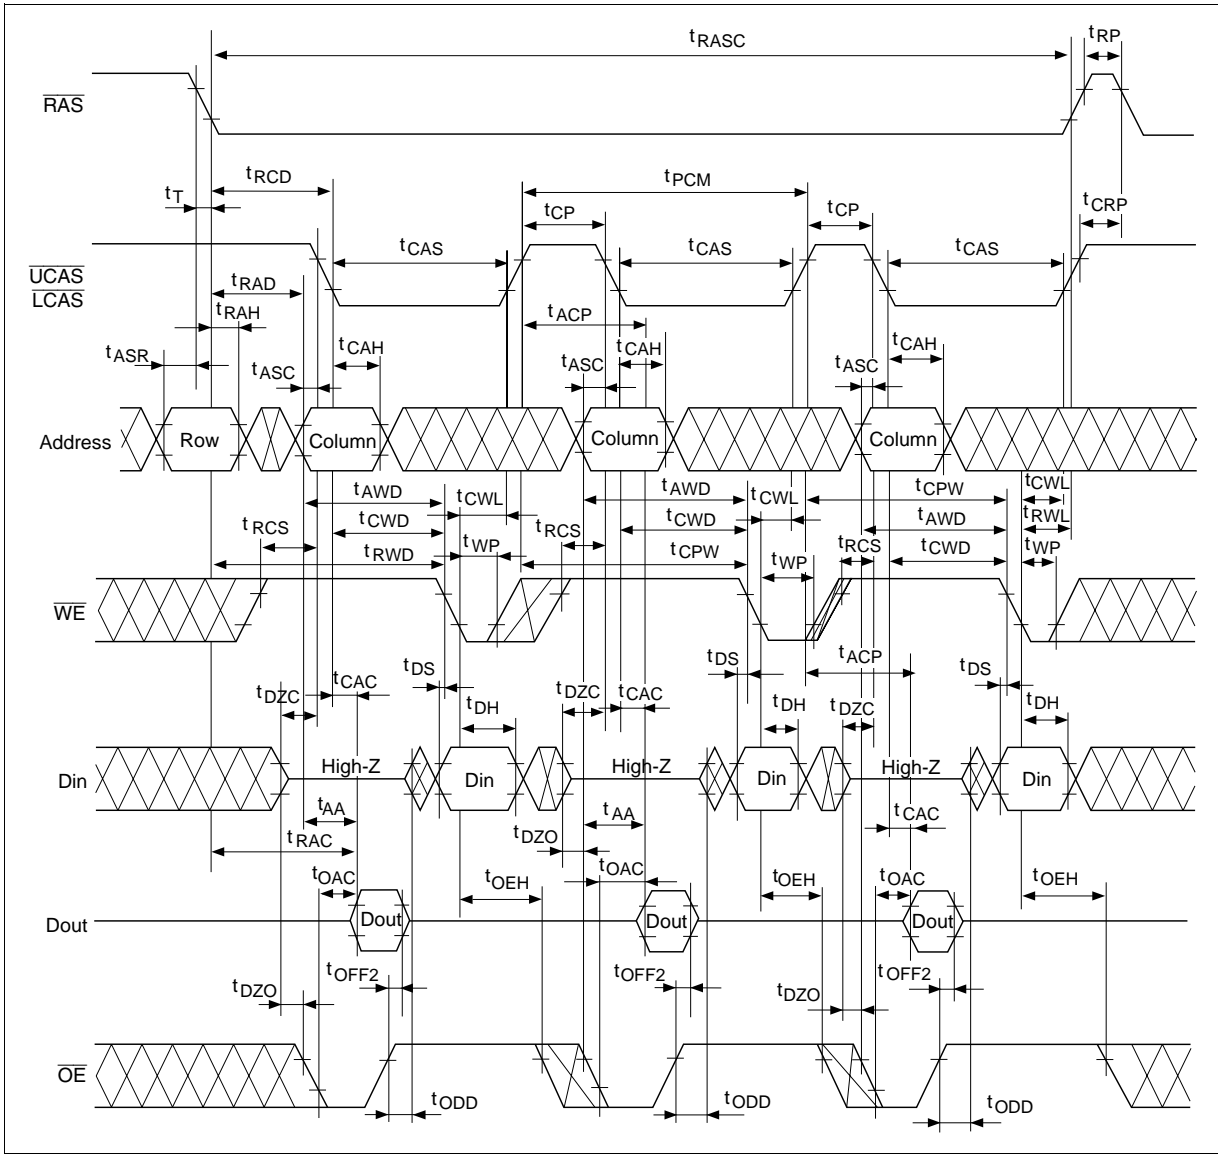 tRASC tRP
RAS
tRCD tPCM
tT tCP tCP tCRP
UCAS
LCAS tCAS tCAS tCAS
tRAD
tRAH tACP
tASR tASC tCAH tASC tCAH tASC tCAH
Address Row Column Column Column
tAWD tCWL tAWD tCWL tCPW tCWL
tRCS tCWD tRCS tCWD tRCS tAWD tRWL
tRWD tWP tCPW tWP tCWD tWP
WE
tDS tDS tACP tDS
tDZC tCAC tDH tDZC tCAC tDH tDZC tDH
Din High-Z Din High-Z Din High-Z Din
tAA tAA tCAC
tRAC tDZO
tOAC tOEH tOAC tOEH tOAC tOEH
Dout Dout Dout Dout
tDZO tOFF2 tOFF2 tDZO tOFF2
OE
tODD tODD tODD